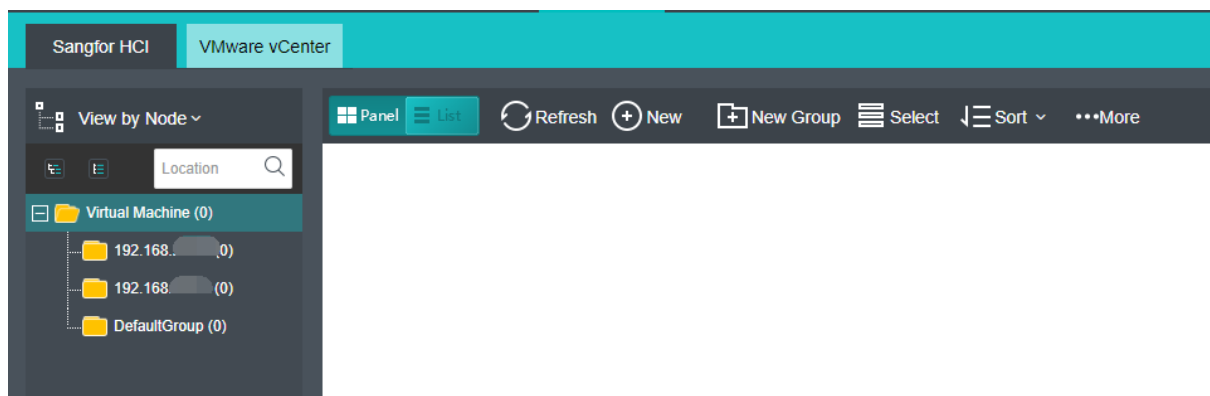 Sangfor HCI VMware vCenter
View by Node
Panel List Refresh New New Group Select Sort •••More
Location
Virtual Machine (0)
192.168. 0)
192.168. (0)
DefaultGroup (0)